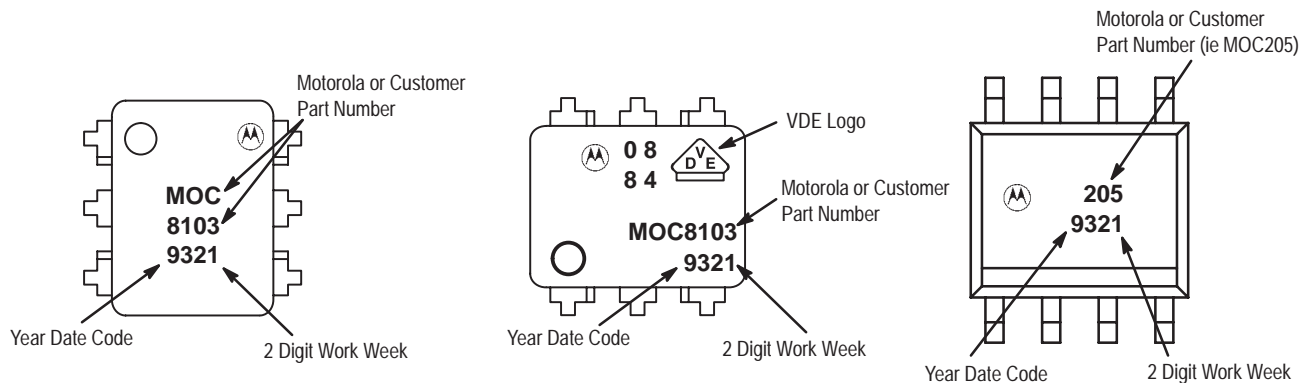 Motorola or Customer
Part Number
MOC
8103
9321
Year Date Code
2 Digit Work Week
0 8
8 4
V
D E
VDE Logo
Motorola or Customer
Part Number
MOC8103
9321
Year Date Code
2 Digit Work Week
Motorola or Customer
Part Number (ie MOC205)
205
9321
Year Date Code
2 Digit Work Week